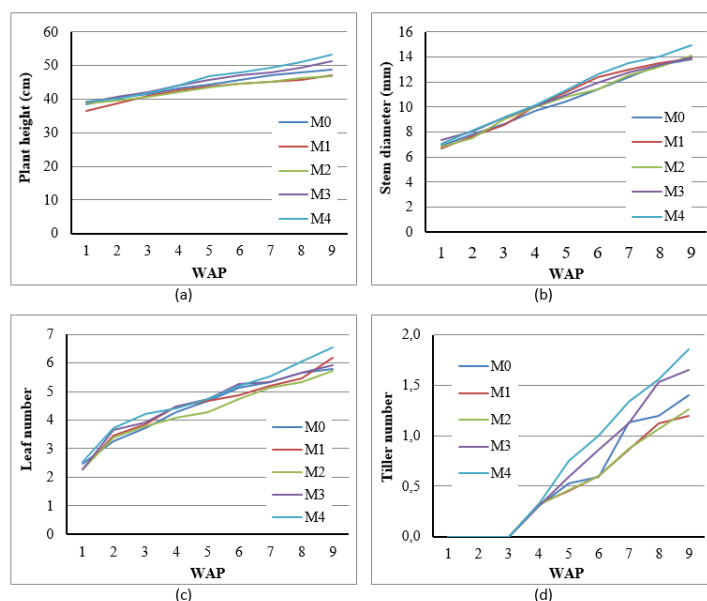 60
50
40
30
20
10
0
Plant height (cm)
M0
M1
M2
M3
M4
1 2 3 4 5 6 7 8 9
WAP
(a)
16
14
12
10
8
6
4
2
0
Stem diameter (mm)
M0
M1
M2
M3
M4
1 2 3 4 5 6 7 8 9
WAP
(b)
7
6
5
4
3
2
1
0
Leaf number
M0
M1
M2
M3
M4
1 2 3 4 5 6 7 8 9
WAP
(c)
2,0
1,5
1,0
0,5
0,0
Tiller number
M0
M1
M2
M3
M4
1 2 3 4 5 6 7 8 9
WAP
(d)